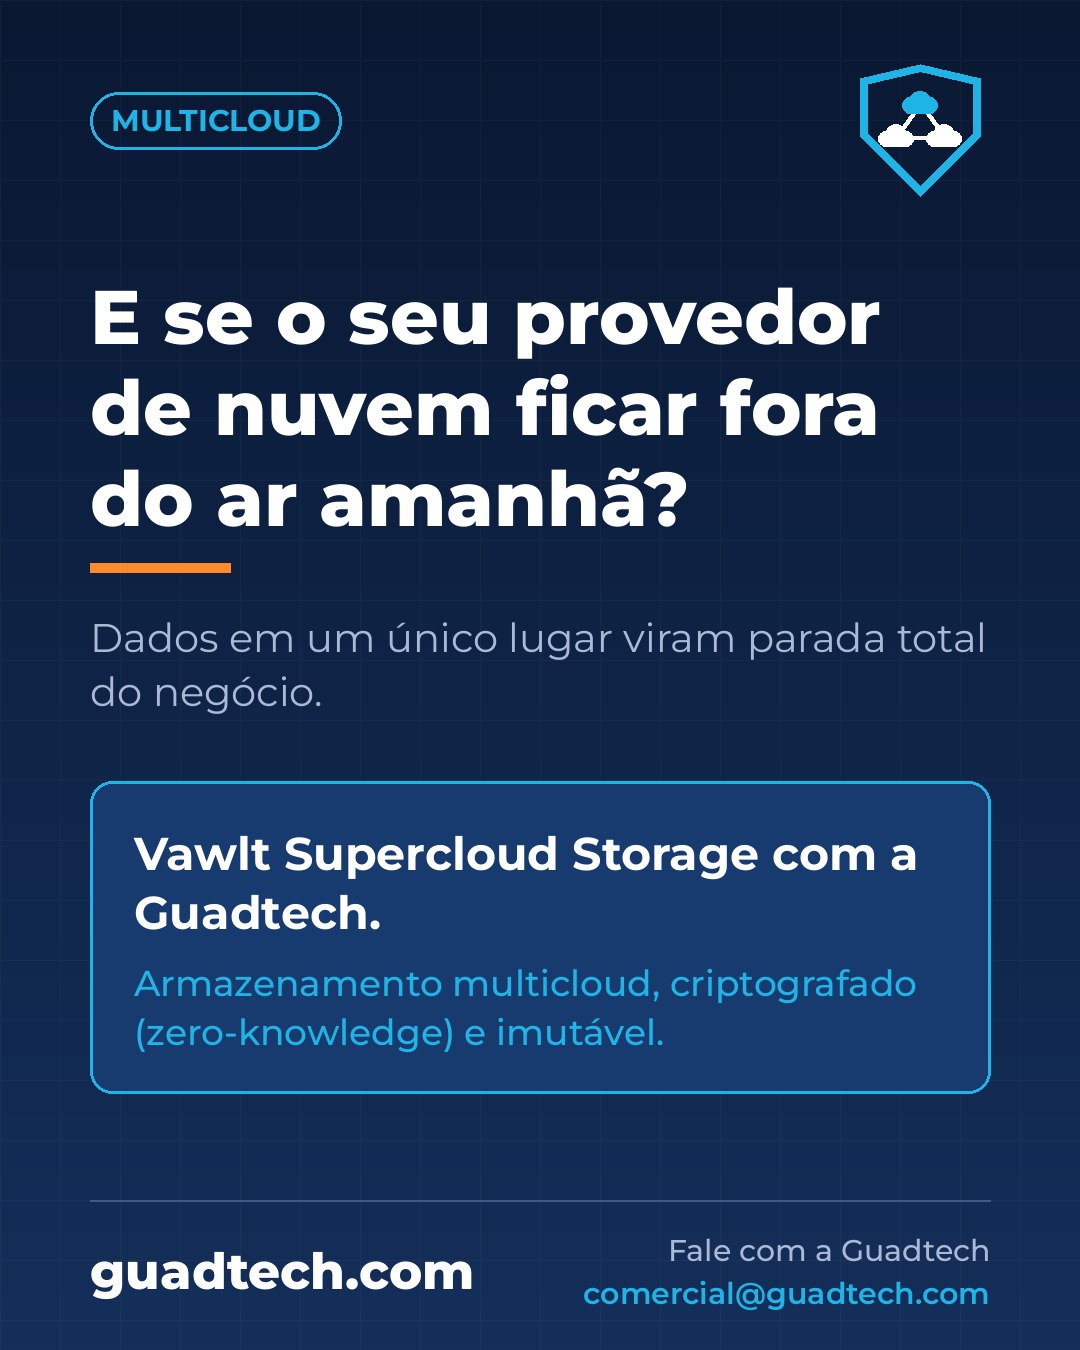 MULTICLOUD
E se o seu provedor
de nuvem ficar fora
do ar amanhã?
Dados em um único lugar viram parada total
do negócio.
Vawlt Supercloud Storage com a
Guadtech.
Armazenamento multicloud, criptografado
(zero-knowledge) e imutável.
guadtech.com
Fale com a Guadtech
comercial@guadtech.com